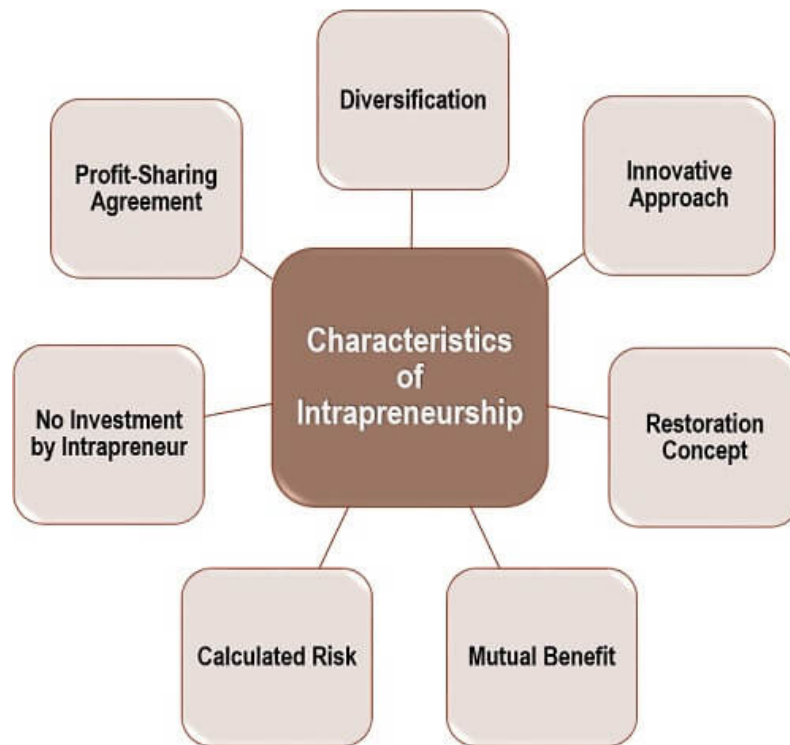 Diversification
Innovative
Approach
Restoration
Concept
Mutual Benefit
Calculated Risk
No Investment
by Intrapreneur
Profit-Sharing
Agreement
Characteristics
of
Intrapreneurship